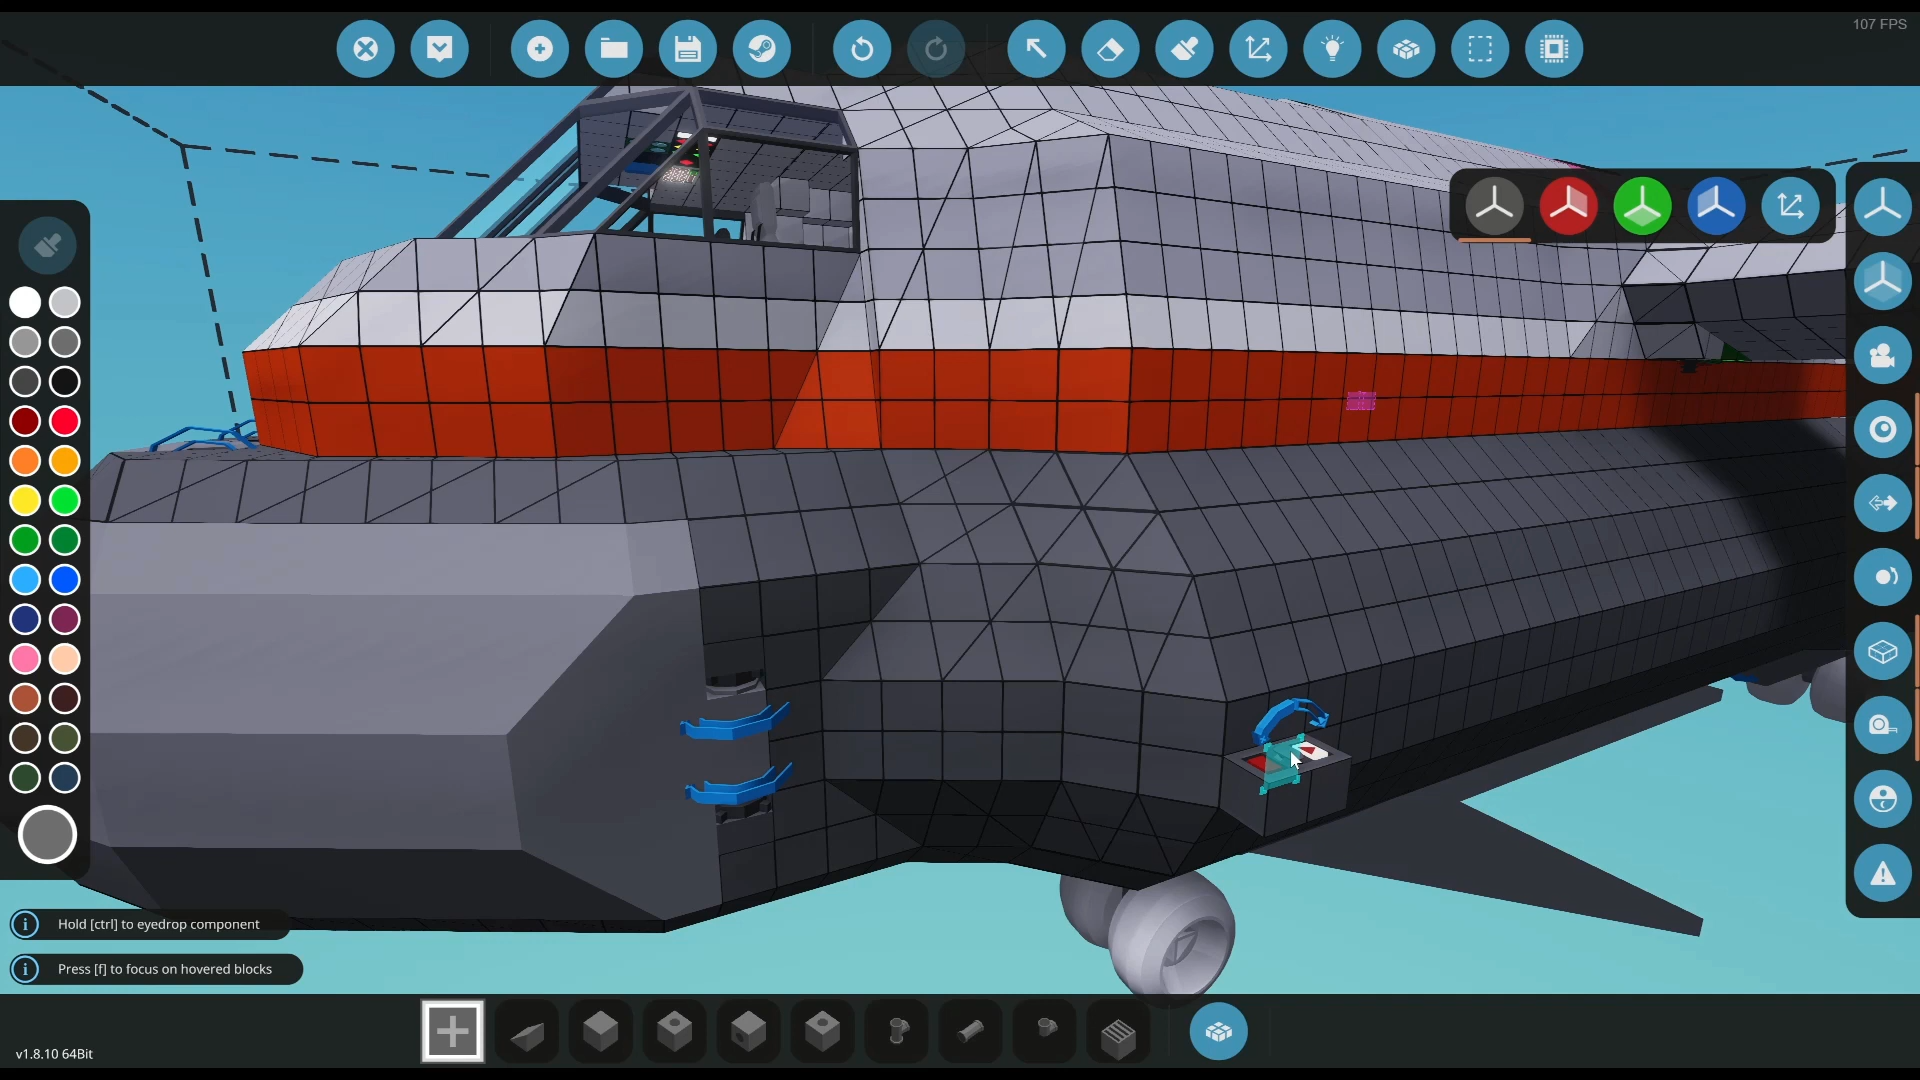 107 FPS
Hold [ctrl] to eyedrop component
Press [f] to focus on hovered blocks
v1.8.10 64Bit